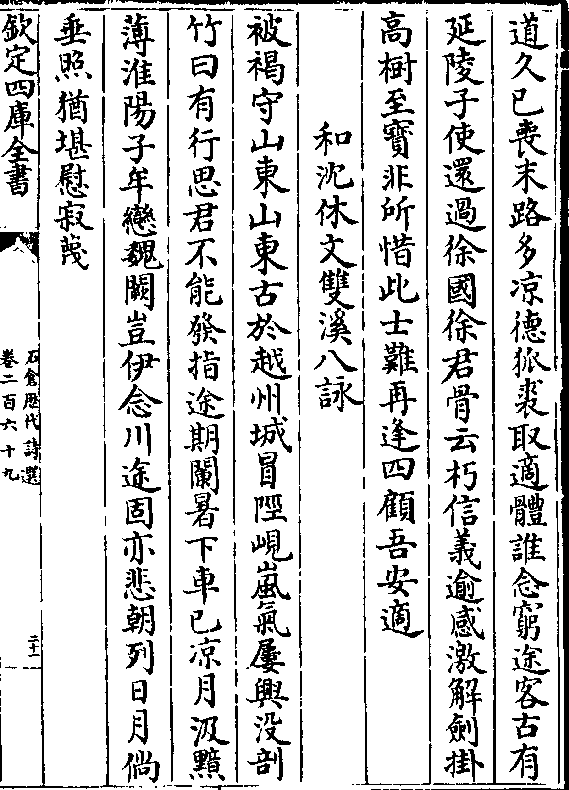 道久已喪末路多凉德狐裘取適體誰念窮途客古有
延陵子使還過徐國徐君骨云朽信義逾感激解劍掛
高樹至寶非所惜此士難再逢四顧吾安適
和沈休文雙溪八詠
被褐守山東山東古於越州城冒陘峴嵐氣屢興没剖
竹曰有行思君不能發指途期闌暑下車已凉月汲黯
薄淮陽子年戀魏闕豈伊念川途固亦悲朝列日月倘
垂照猶堪慰寂蔑
欽定四庫全書
石倉歷代詩選
卷二百六十九
二十一